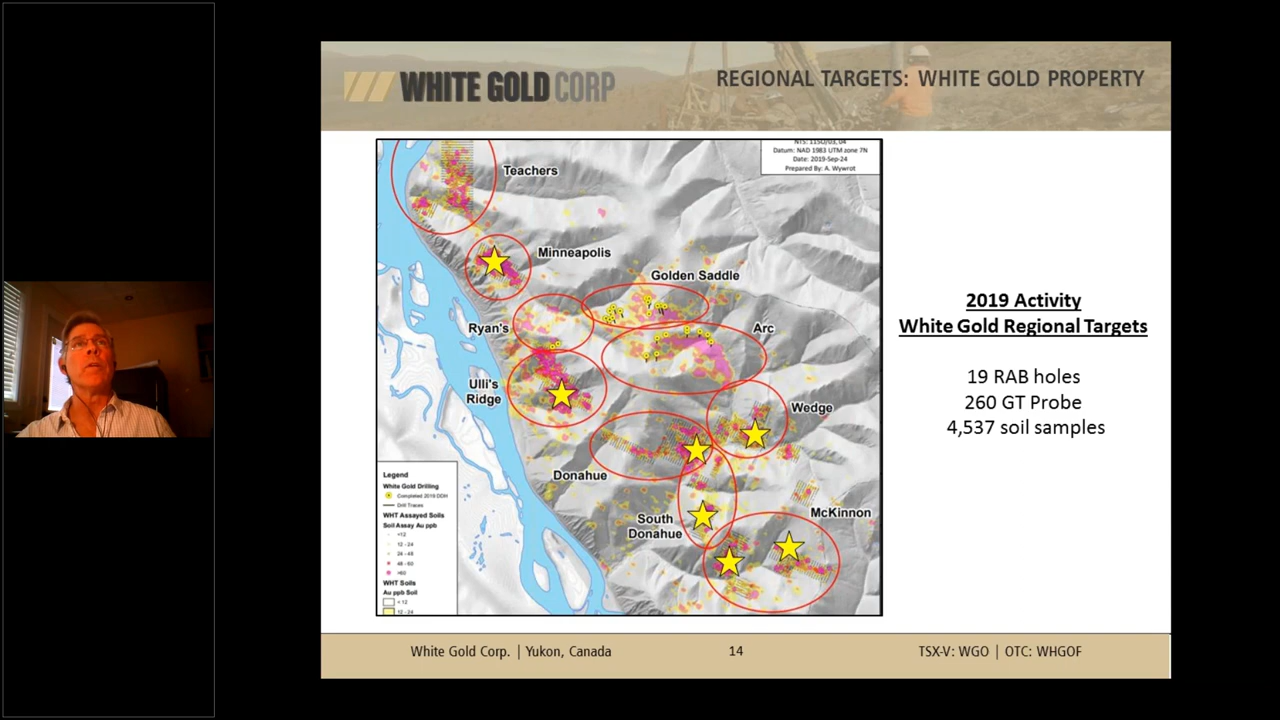 WHITE GOLD CORP
REGIONAL TARGETS: WHITE GOLD PROPERTY
NTS: 115O/03, 04
Datum: NAD 1983 UTM zone 7N
Date: 2019-Sep-24
Prepared By: A. Wywrot
Teachers
Minneapolis
Golden Saddle
Ryan's
Arc
Ulli's
Ridge
Wedge
Donahue
McKinnon
South
Donahue
Legend
White Gold Drilling
Completed 2019 DDH
Drill Traces
WHT Assayed Soils
Soil Assay Au ppb
<12
12 - 24
24 - 48
48 - 60
>60
WHT Soils
Au ppb Soil
< 12
12 - 24
2019 Activity
White Gold Regional Targets
19 RAB holes
260 GT Probe
4,537 soil samples
White Gold Corp. | Yukon, Canada
14
TSX-V: WGO | OTC: WHGOF